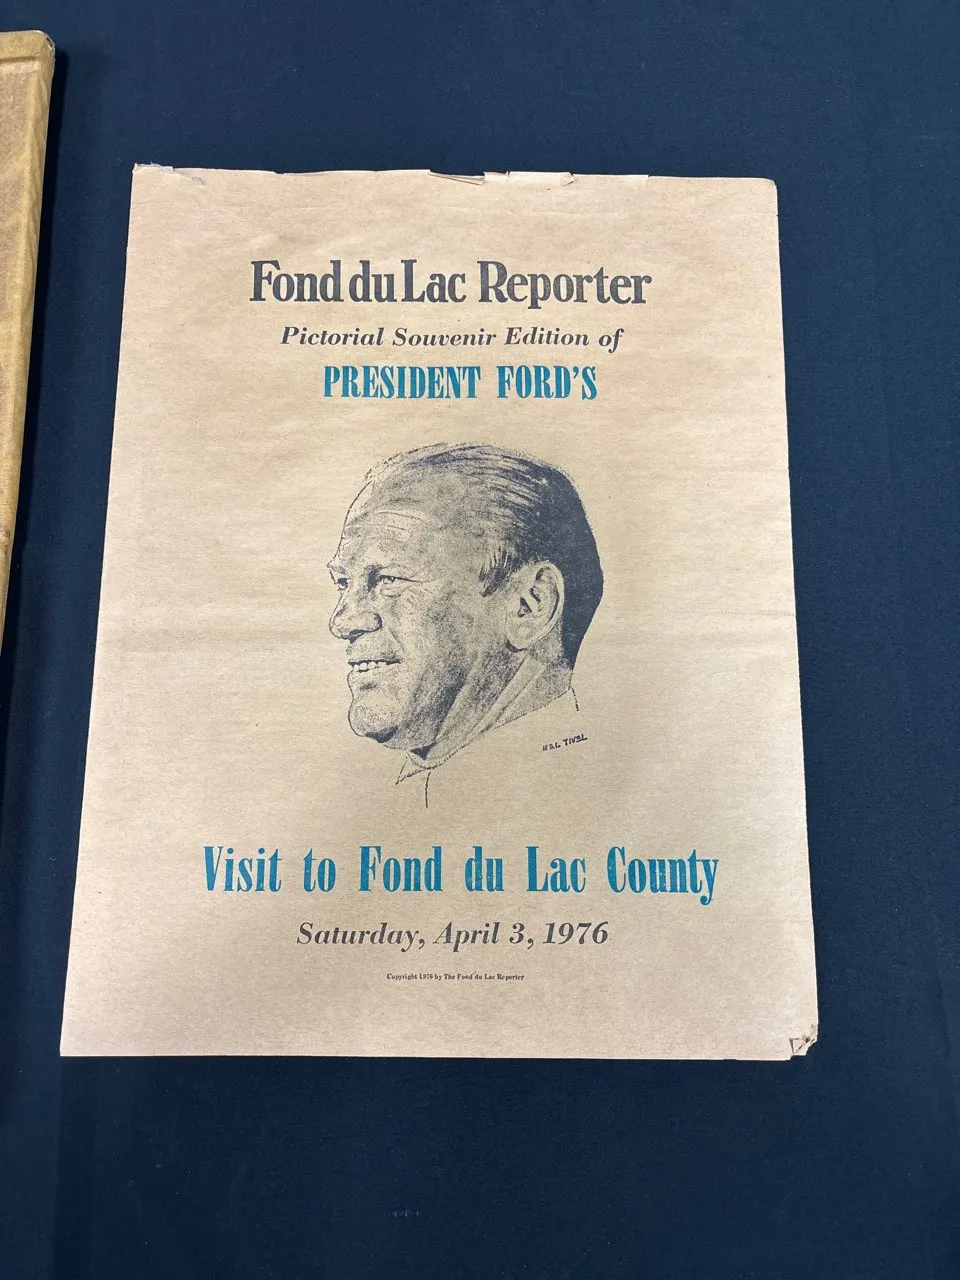 Fond du Lac Reporter
Pictorial Souvenir Edition of
PRESIDENT FORD'S
Visit to Fond du Lac County
Saturday, April 3, 1976
Copyright 1976 by The Fond du Lac Reporter